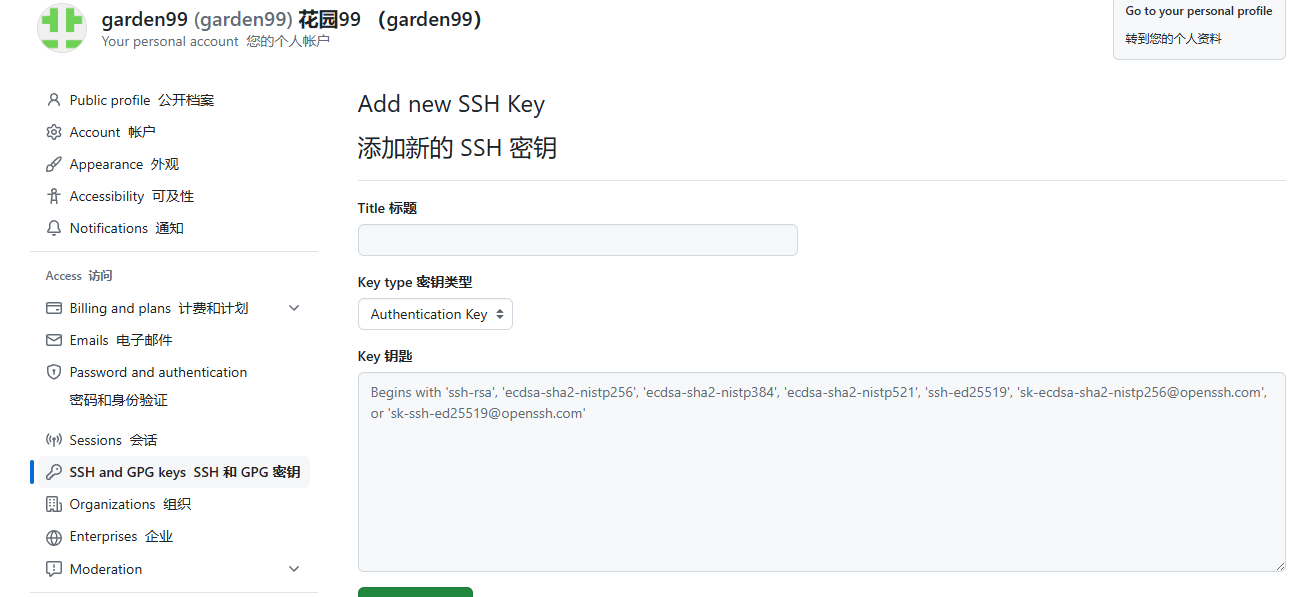 garden99 (garden99) 花园99 （garden99）
Your personal account 您的个人帐户
Go to your personal profile
转到您的个人资料
Public profile 公开档案
Account 帐户
Appearance 外观
Accessibility 可及性
Notifications 通知
Access 访问
Billing and plans 计费和计划
Emails 电子邮件
Password and authentication
密码和身份验证
Sessions 会话
SSH and GPG keys SSH 和 GPG 密钥
Organizations 组织
Enterprises 企业
Moderation
Add new SSH Key
添加新的 SSH 密钥
Title 标题
Key type 密钥类型
Authentication Key
Key 钥匙
Begins with 'ssh-rsa', 'ecdsa-sha2-nistp256', 'ecdsa-sha2-nistp384', 'ecdsa-sha2-nistp521', 'ssh-ed25519', 'sk-ecdsa-sha2-nistp256@openssh.com',
or 'sk-ssh-ed25519@openssh.com'